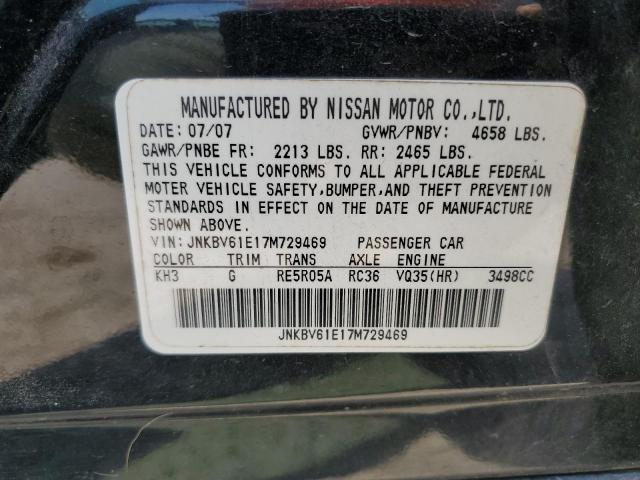 MANUFACTURED BY NISSAN MOTOR CO.,LTD.
DATE: 07/07 GVWR/PNBV: 4658 LBS.
GAWR/PNBE FR: 2213 LBS. RR: 2465 LBS.
THIS VEHICLE CONFORMS TO ALL APPLICABLE FEDERAL
MOTER VEHICLE SAFETY,BUMPER,AND THEFT PREVENTION
STANDARDS IN EFFECT ON THE DATE OF MANUFACTURE
SHOWN ABOVE.
VIN: JNKBV61E17M729469 PASSENGER CAR
COLOR TRIM TRANS AXLE ENGINE
KH3 G RE5R05A RC36 VQ35(HR) 3498CC
JNKBV61E17M729469